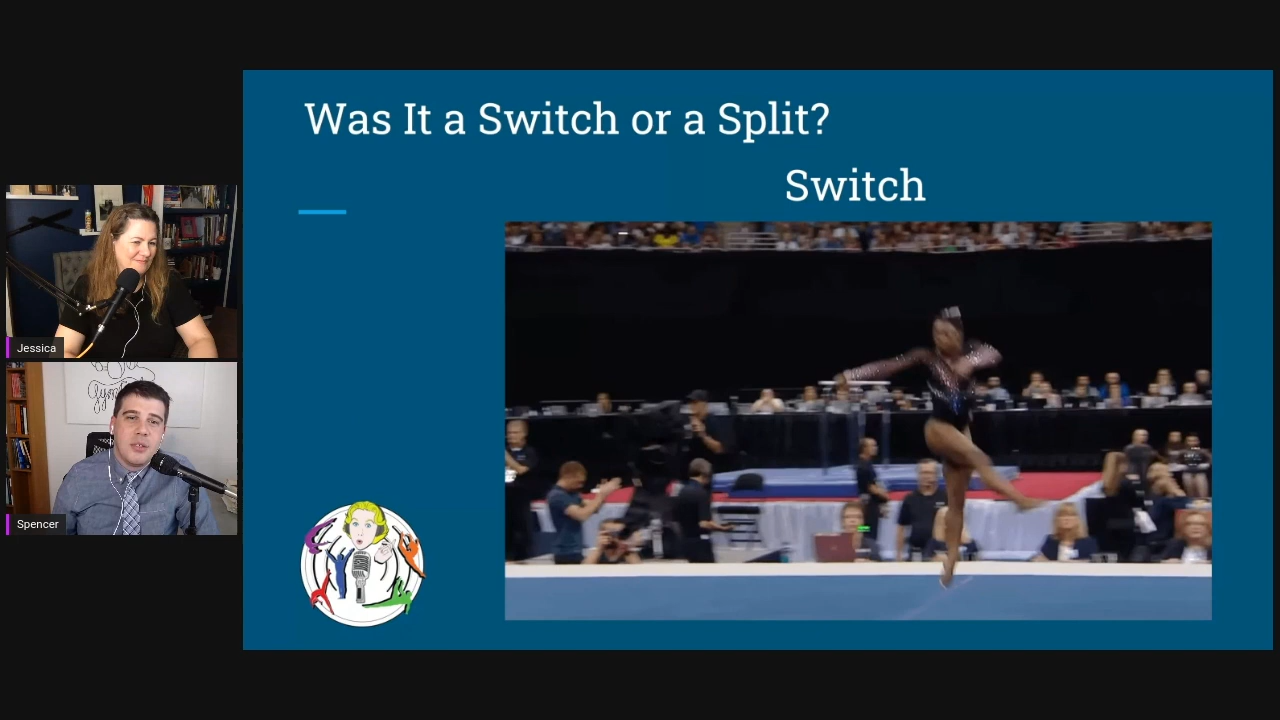 Was It a Switch or a Split?
Switch
Jessica
Spencer